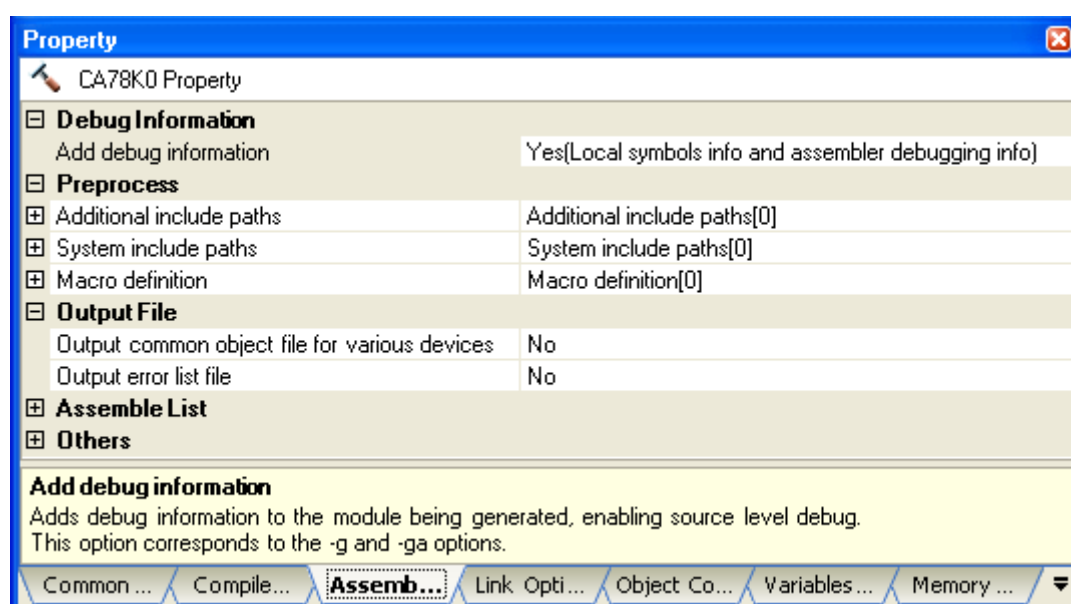 Property
CA78K0 Property
Debug Information
Add debug information Yes(Local symbols info and assembler debugging info)
Preprocess
Additional include paths Additional include paths[0]
System include paths System include paths[0]
Macro definition Macro definition[0]
Output File
Output common object file for various devices No
Output error list file No
Assemble List
Others
Add debug information
Adds debug information to the module being generated, enabling source level debug.
This option corresponds to the -g and -ga options.
Common ... Compile... Assemb... Link Opti... Object Co... Variables... Memory ...